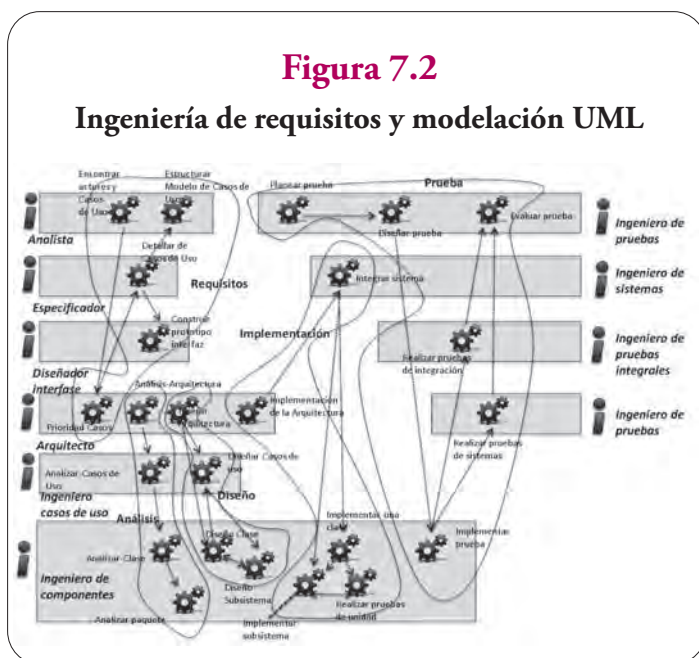 Figura 7.2
Ingeniería de requisitos y modelación UML
Encontrar
actores y
Casos
de Uso
Estructurar
Modelo de Casos de
Uso
Planear prueba
Prueba
Diseñar prueba
Evaluar prueba
Ingeniero de
pruebas
Analista
Detallar de
Casos de Uso
Requisitos
Integrar sistema
Ingeniero de
sistemas
Especificador
Construir
prototipo
interfaz
Implementación
Realizar pruebas
de integración
Ingeniero
de
pruebas
integrales
Diseñador
interfase
Prioridad Casos
Análisis-Arquitectura
Arquitectura
Implementación
de la Arquitectura
Realizar pruebas
de sistemas
Ingeniero de
pruebas
Arquitecto
Analizar-Casos de
Uso
Diseñar Casos de
uso
Ingeniero
casos de uso
Diseño
Análisis
Analizar-Clase
Diseño Clase
Implementar una
clase
Implementar
prueba
Ingeniero de
componentes
Diseño
Subsistema
Analizar paquete
Implementar
subsistema
Realizar pruebas
de unidad